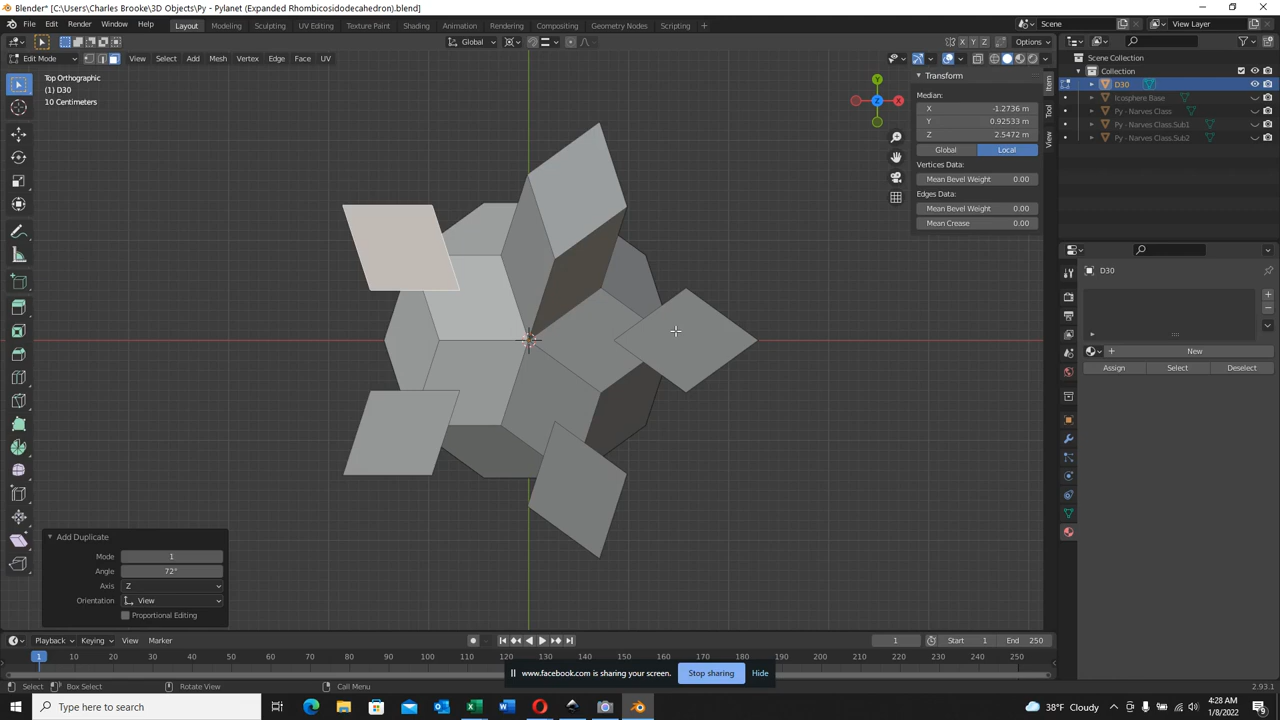 Blender* [C:\Users\Charles Brooke\3D Objects\Py - Pylanet (Expanded Rhombicosidodecahedron).blend]
File Edit Render Window Help Layout Modeling Sculpting UV Editing Texture Paint Shading Animation Rendering Compositing Geometry Nodes Scripting + Scene View Layer
Global X Y Z Options
Edit Mode View Select Add Mesh Vertex Edge Face UV
Top Orthographic
(1) D30
10 Centimeters
Y
X
Z
Transform
Median:
X -1.2736 m
Y 0.92533 m
Z 2.5472 m
Global Local
Vertices Data:
Mean Bevel Weight 0.00
Edges Data:
Mean Bevel Weight 0.00
Mean Crease 0.00
Item
Tool
View
Scene Collection
Collection
D30
Icosphere Base
Py - Narves Class
Py - Narves Class.Sub1
Py - Narves Class.Sub2
D30
New
Assign Select Deselect
Add Duplicate
Mode 1
Angle 72°
Axis Z
Orientation View
Proportional Editing
Playback Keying View Marker 1 Start 1 End 250
1 10 20 30 40 50 60 70 80 90 100 110 120 130 140 150 160 170 180 190 200 210 220 230 240 250
www.facebook.com is sharing your screen. Stop sharing Hide
Select Box Select Rotate View Call Menu 2.93.1
Type here to search 38°F Cloudy 4:28 AM
1/8/2022